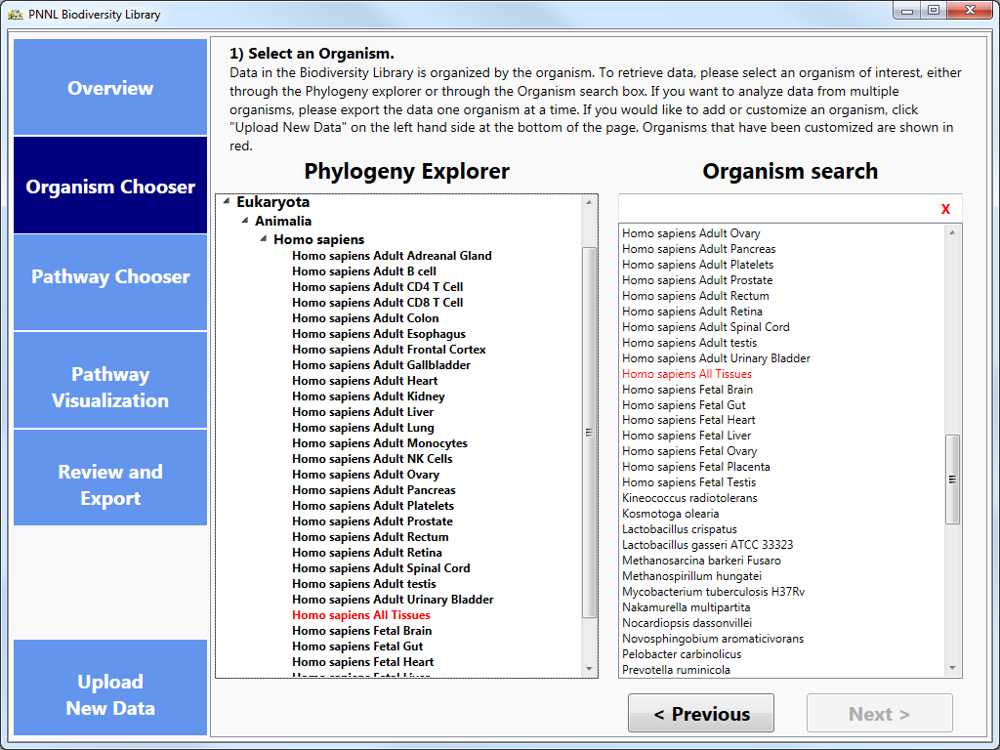 PNNL Biodiversity Library
Overview
Organism Chooser
Pathway Chooser
Pathway
Visualization
Review and
Export
Upload
New Data
1) Select an Organism.
Data in the Biodiversity Library is organized by the organism. To retrieve data, please select an organism of interest, either
through the Phylogeny explorer or through the Organism search box. If you want to analyze data from multiple
organisms, please export the data one organism at a time. If you would like to add or customize an organism, click
"Upload New Data" on the left hand side at the bottom of the page. Organisms that have been customized are shown in
red.
Phylogeny Explorer
Eukaryota
Animalia
Homo sapiens
Homo sapiens Adult Adreanal Gland
Homo sapiens Adult B cell
Homo sapiens Adult CD4 T Cell
Homo sapiens Adult CD8 T Cell
Homo sapiens Adult Colon
Homo sapiens Adult Esophagus
Homo sapiens Adult Frontal Cortex
Homo sapiens Adult Gallbladder
Homo sapiens Adult Heart
Homo sapiens Adult Kidney
Homo sapiens Adult Liver
Homo sapiens Adult Lung
Homo sapiens Adult Monocytes
Homo sapiens Adult NK Cells
Homo sapiens Adult Ovary
Homo sapiens Adult Pancreas
Homo sapiens Adult Platelets
Homo sapiens Adult Prostate
Homo sapiens Adult Rectum
Homo sapiens Adult Retina
Homo sapiens Adult Spinal Cord
Homo sapiens Adult testis
Homo sapiens Adult Urinary Bladder
Homo sapiens All Tissues
Homo sapiens Fetal Brain
Homo sapiens Fetal Gut
Homo sapiens Fetal Heart
Homo sapiens Fetal Liver
Organism search
X
Homo sapiens Adult Ovary
Homo sapiens Adult Pancreas
Homo sapiens Adult Platelets
Homo sapiens Adult Prostate
Homo sapiens Adult Rectum
Homo sapiens Adult Retina
Homo sapiens Adult Spinal Cord
Homo sapiens Adult testis
Homo sapiens Adult Urinary Bladder
Homo sapiens All Tissues
Homo sapiens Fetal Brain
Homo sapiens Fetal Gut
Homo sapiens Fetal Heart
Homo sapiens Fetal Liver
Homo sapiens Fetal Ovary
Homo sapiens Fetal Placenta
Homo sapiens Fetal Testis
Kineococcus radiotolerans
Kosmotoga olearia
Lactobacillus crispatus
Lactobacillus gasseri ATCC 33323
Methanosarcina barkeri Fusaro
Methanospirillum hungatei
Mycobacterium tuberculosis H37Rv
Nakamurella multipartita
Nocardiopsis dassonvillei
Novosphingobium aromaticivorans
Pelobacter carbinolicus
Prevotella ruminicola
< Previous
Next >